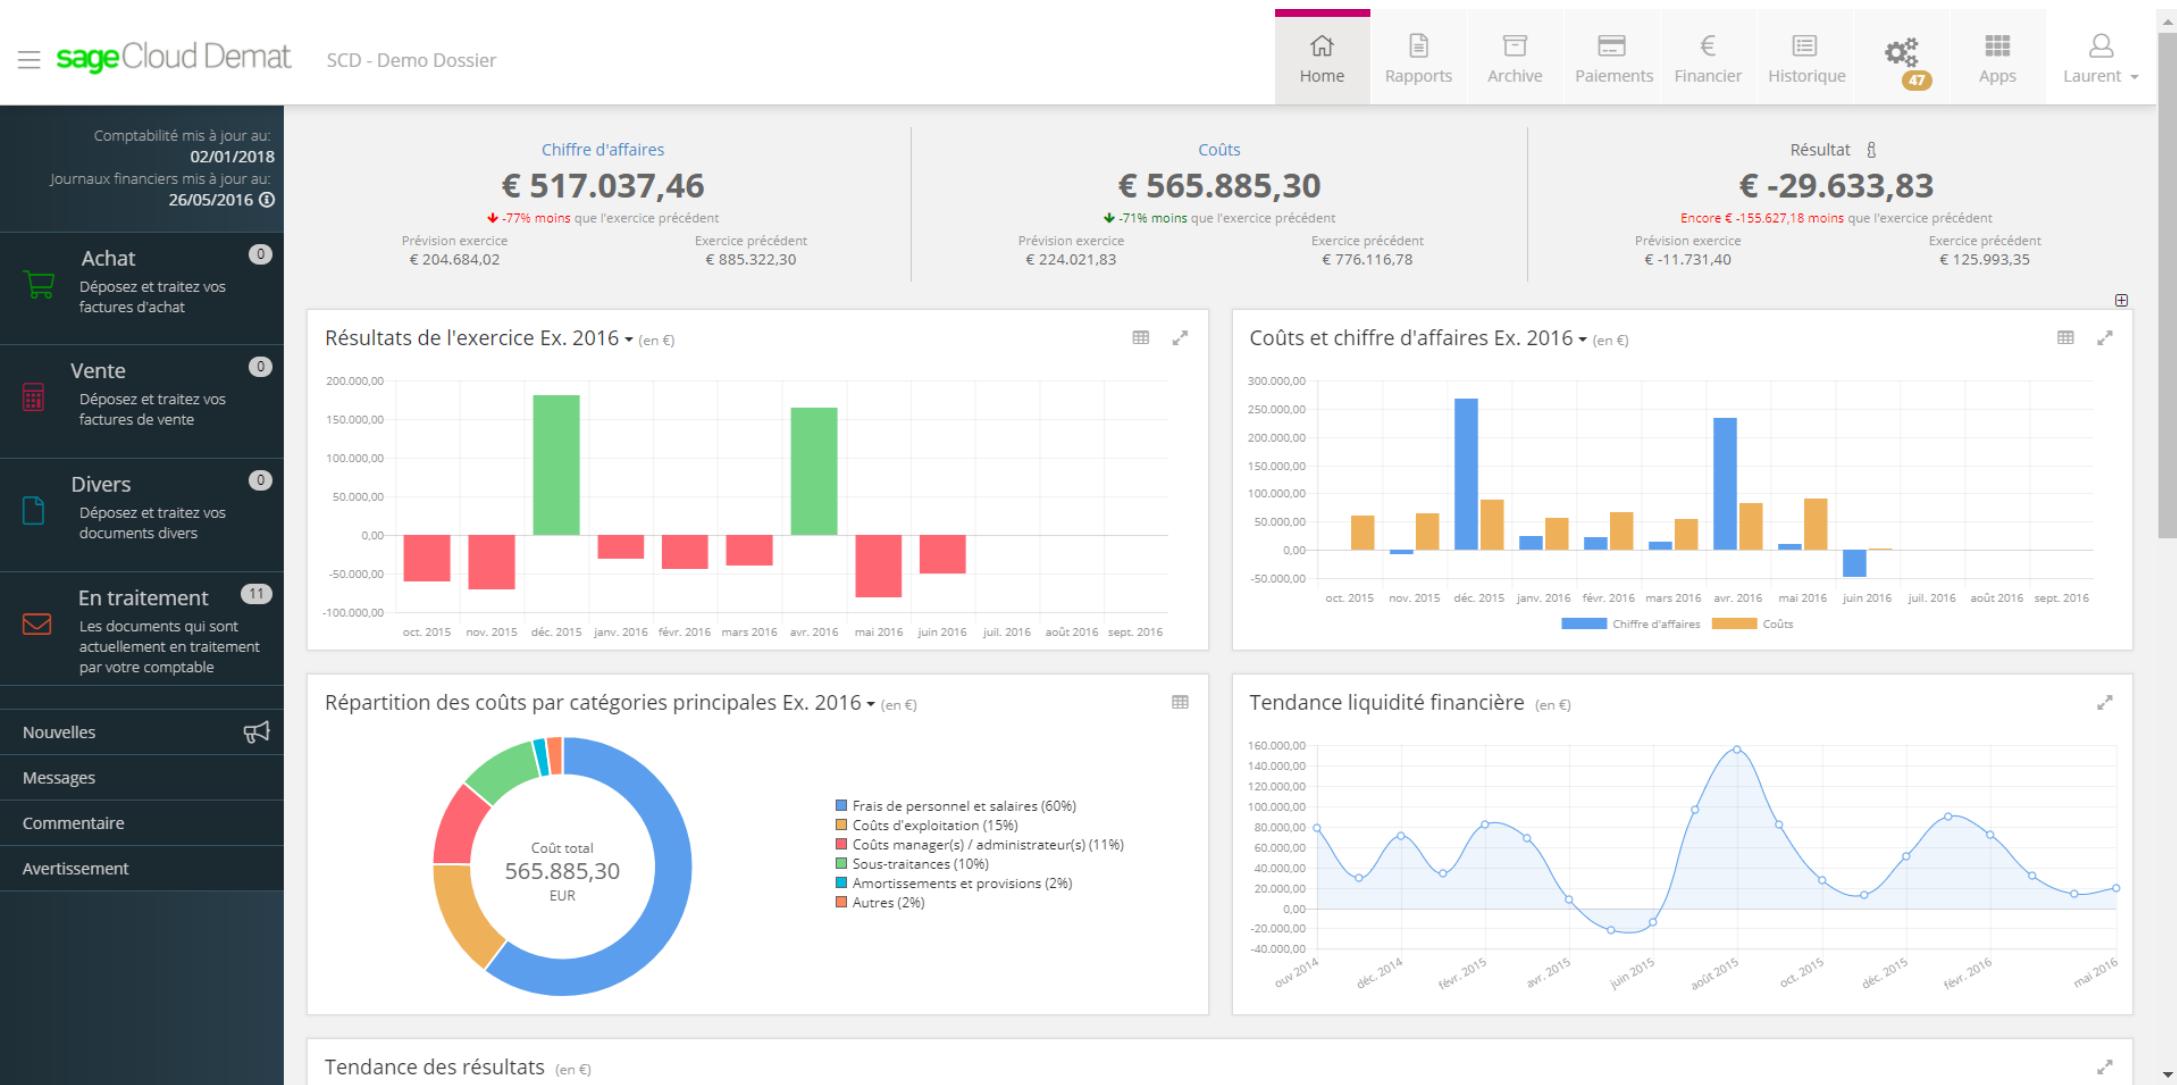 sage Cloud Demat
SCD - Demo Dossier
Home
Rapports
Archive
Paiements
Financier
Historique
47
Apps
Laurent
Comptabilité mis à jour au:
02/01/2018
Journaux financiers mis à jour au:
26/05/2016
Achat
0
Déposez et traitez vos
factures d'achat
Vente
0
Déposez et traitez vos
factures de vente
Divers
0
Déposez et traitez vos
documents divers
En traitement
11
Les documents qui sont
actuellement en traitement
par votre comptable
Nouvelles
Messages
Commentaire
Avertissement
Chiffre d'affaires
€ 517.037,46
-77% moins que l'exercice précédent
Prévision exercice
€ 204.684,02
Exercice précédent
€ 885.322,30
Coûts
€ 565.885,30
-71% moins que l'exercice précédent
Prévision exercice
€ 224.021,83
Exercice précédent
€ 776.116,78
Résultat
€ -29.633,83
Encore € -155.627,18 moins que l'exercice précédent
Prévision exercice
€ -11.731,40
Exercice précédent
€ 125.993,35
Résultats de l'exercice Ex. 2016 (en €)
200.000,00
150.000,00
100.000,00
50.000,00
0,00
-50.000,00
-100.000,00
oct. 2015 nov. 2015 déc. 2015 janv. 2016 févr. 2016 mars 2016 avr. 2016 mai 2016 juin 2016 juil. 2016 août 2016 sept. 2016
Coûts et chiffre d'affaires Ex. 2016 (en €)
300.000,00
250.000,00
200.000,00
150.000,00
100.000,00
50.000,00
0,00
-50.000,00
oct. 2015 nov. 2015 déc. 2015 janv. 2016 févr. 2016 mars 2016 avr. 2016 mai 2016 juin 2016 juil. 2016 août 2016 sept. 2016
Chiffre d'affaires Coûts
Répartition des coûts par catégories principales Ex. 2016 (en €)
Coût total
565.885,30
EUR
Frais de personnel et salaires (60%)
Coûts d'exploitation (15%)
Coûts manager(s) / administrateur(s) (11%)
Sous-traitances (10%)
Amortissements et provisions (2%)
Autres (2%)
Tendance liquidité financière (en €)
160.000,00
140.000,00
120.000,00
100.000,00
80.000,00
60.000,00
40.000,00
20.000,00
0,00
-20.000,00
-40.000,00
ouv 2014 déc. 2014 févr. 2015 avr. 2015 juin 2015 août 2015 oct. 2015 déc. 2015 févr. 2016 mai 2016
Tendance des résultats (en €)